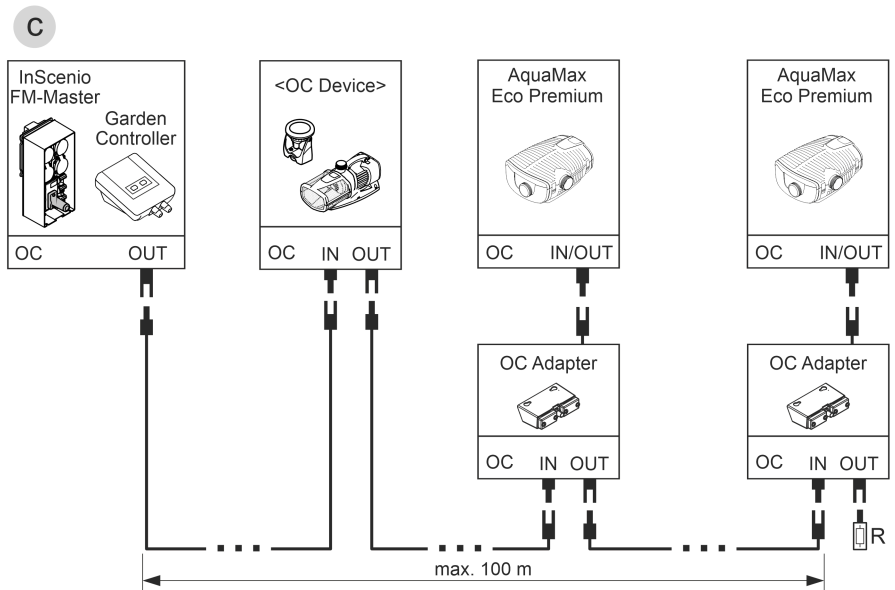 C
InScenio
FM-Master
Garden
Controller
OC OUT
<OC Device>
OC IN OUT
AquaMax
Eco Premium
OC IN/OUT
AquaMax
Eco Premium
OC IN/OUT
OC Adapter
OC IN OUT
OC Adapter
OC IN OUT
R
max. 100 m